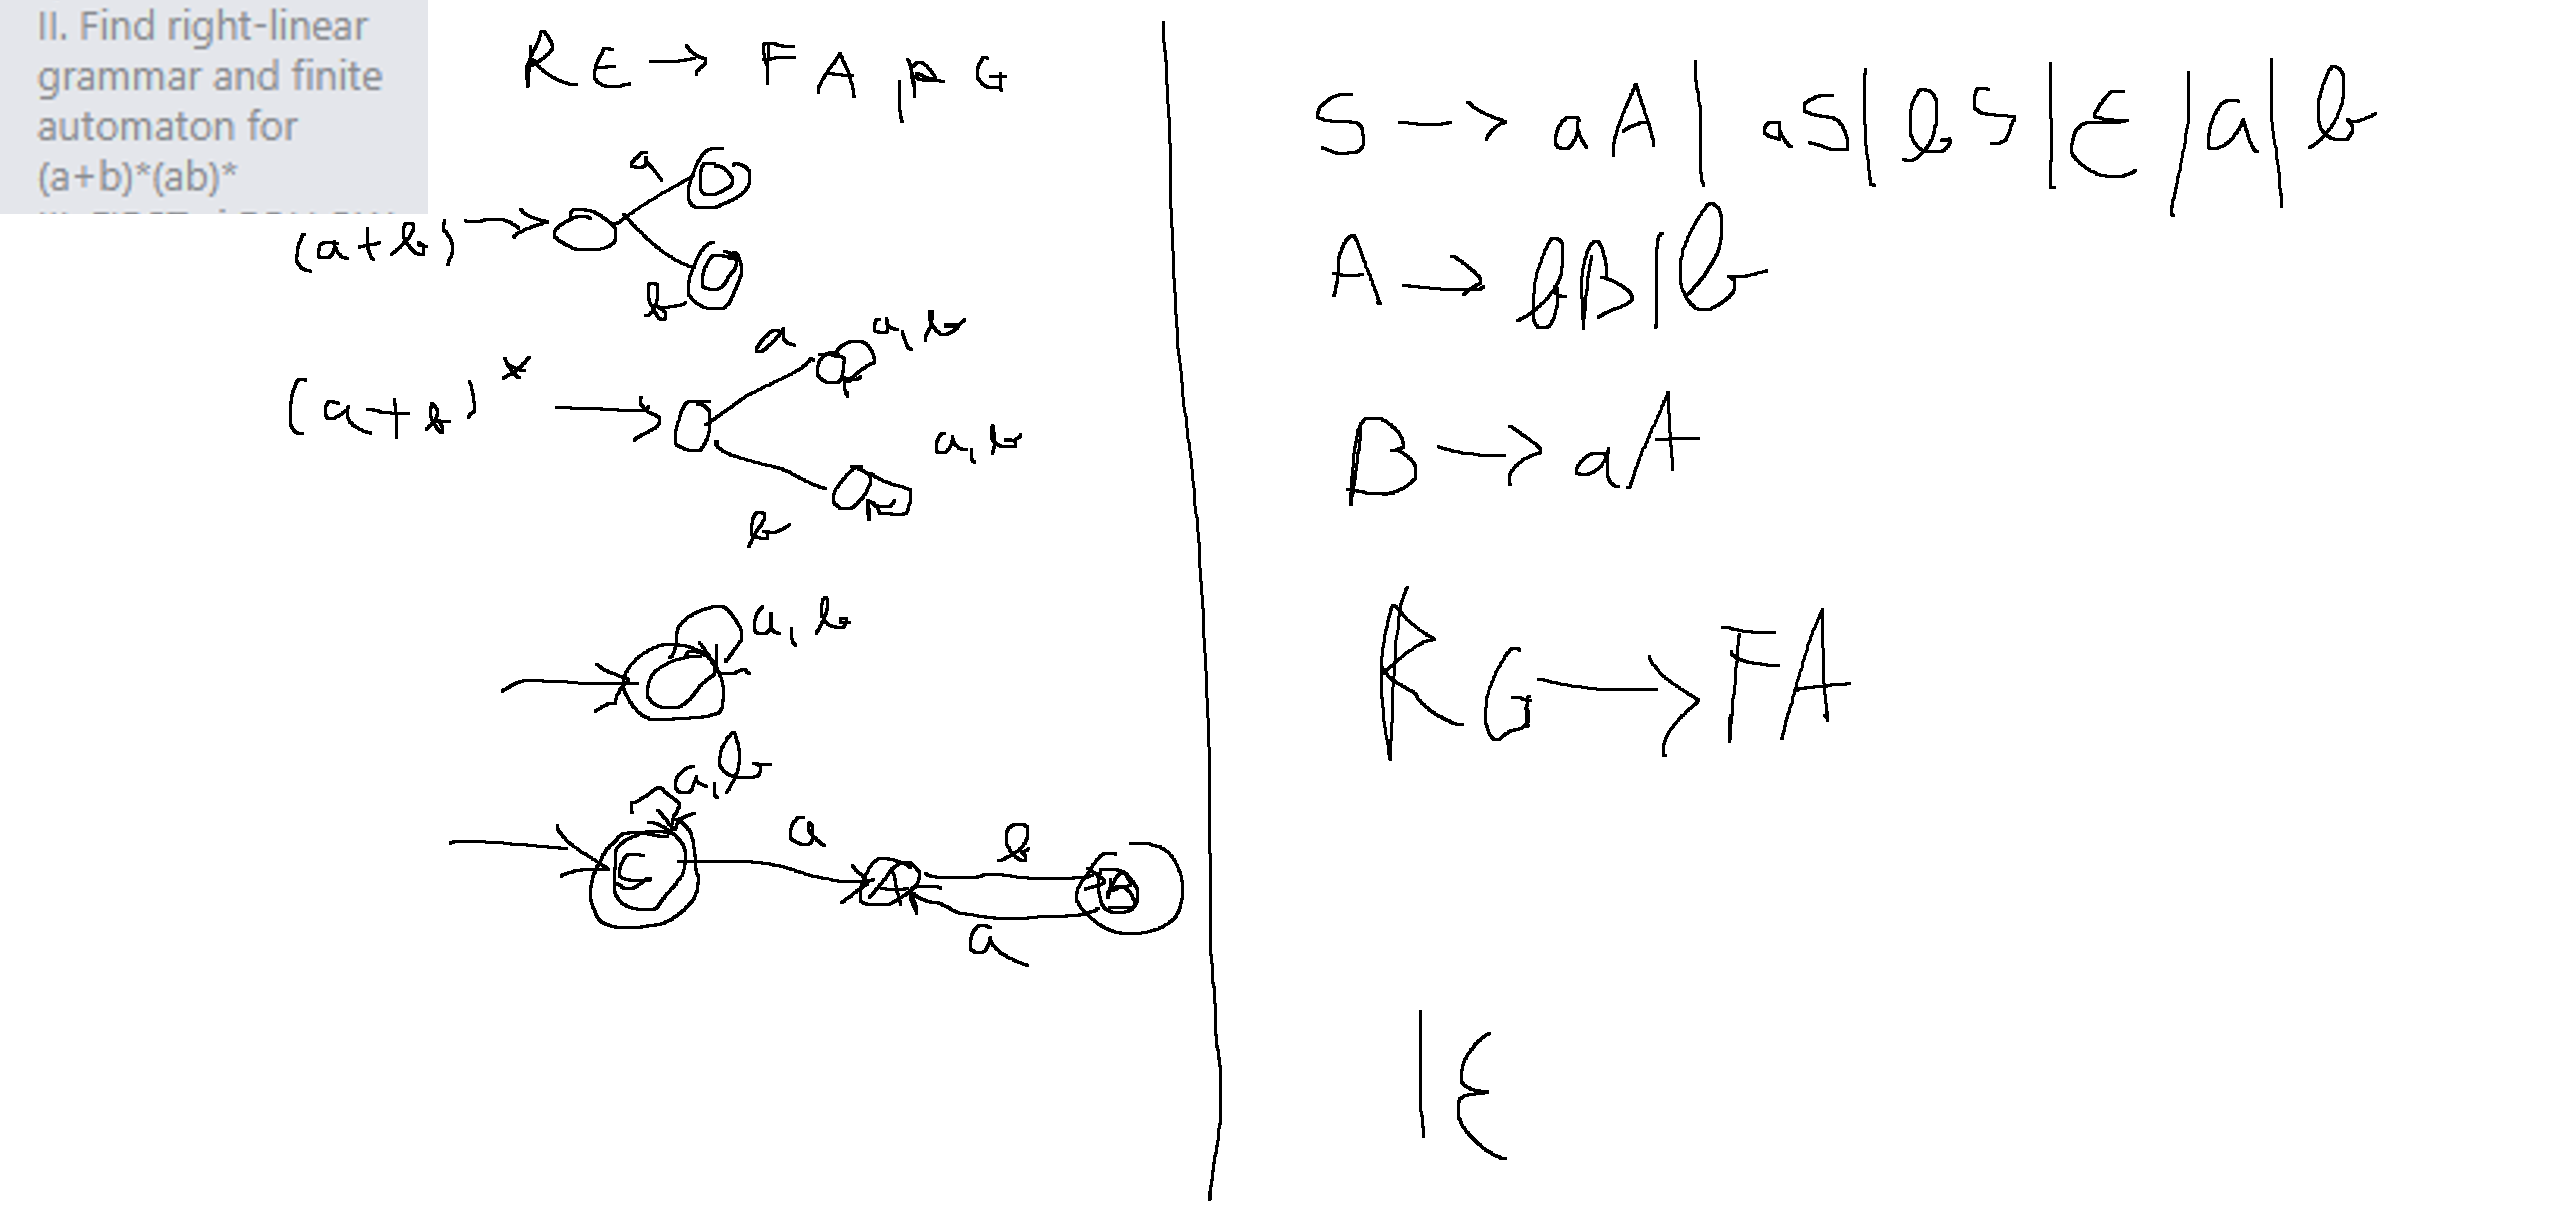 II. Find right-linear
grammar and finite
automaton for
(a+b)*(ab)*
RE → FA, RG
(a+b) →
a
b
(a+b)* →
a
a, b
b
a, b
a, b
a, b
S
a
A
b
a
B
S → aA | aS | bS | ε | a | b
A → bB | b
B → aA
RG → FA
| ε